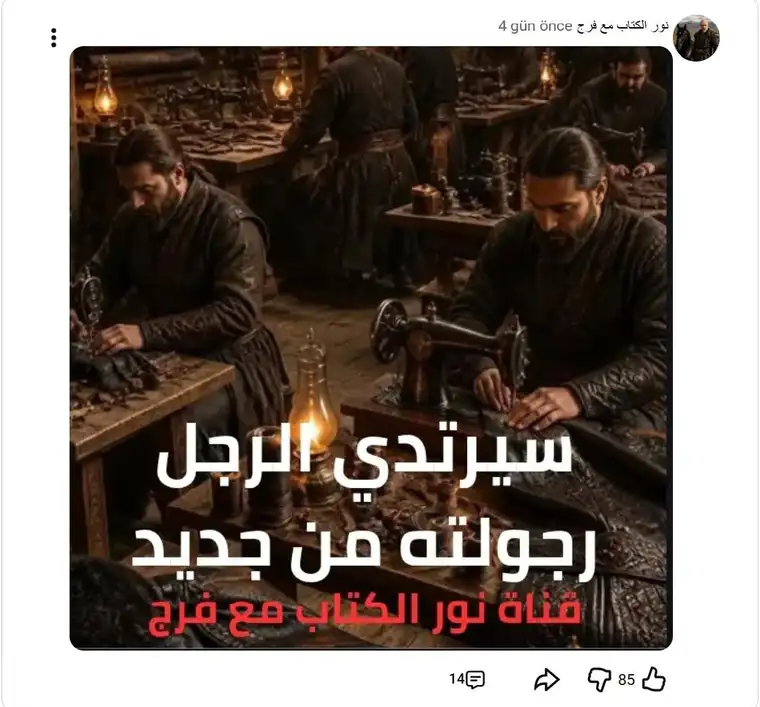 نور الكتاب مع فرج 4 gün önce
سيرتدي الرجل
رجولته من جديد
قناة نور الكتاب مع فرج
85
14